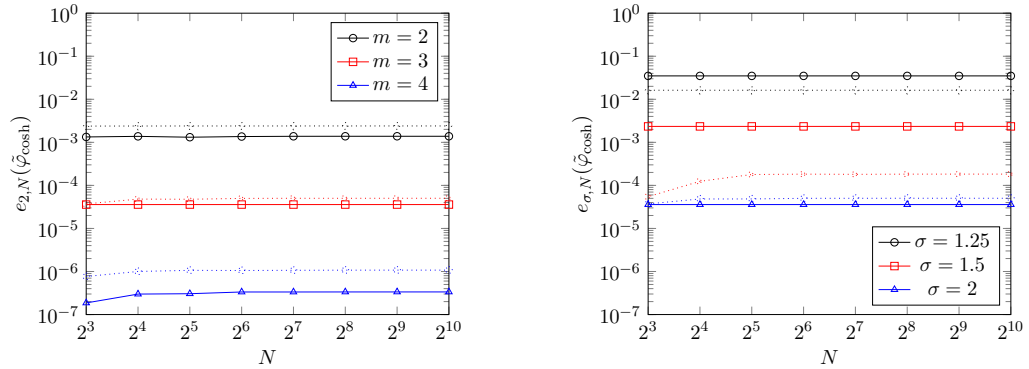 10^0
10^{-1}
10^{-2}
10^{-3}
10^{-4}
10^{-5}
10^{-6}
10^{-7}
e_{2,N}(φ̃_{cosh})
m = 2
m = 3
m = 4
2^3 2^4 2^5 2^6 2^7 2^8 2^9 2^{10}
N
10^0
10^{-1}
10^{-2}
10^{-3}
10^{-4}
10^{-5}
10^{-6}
10^{-7}
e_{σ,N}(φ̃_{cosh})
σ = 1.25
σ = 1.5
σ = 2
2^3 2^4 2^5 2^6 2^7 2^8 2^9 2^{10}
N